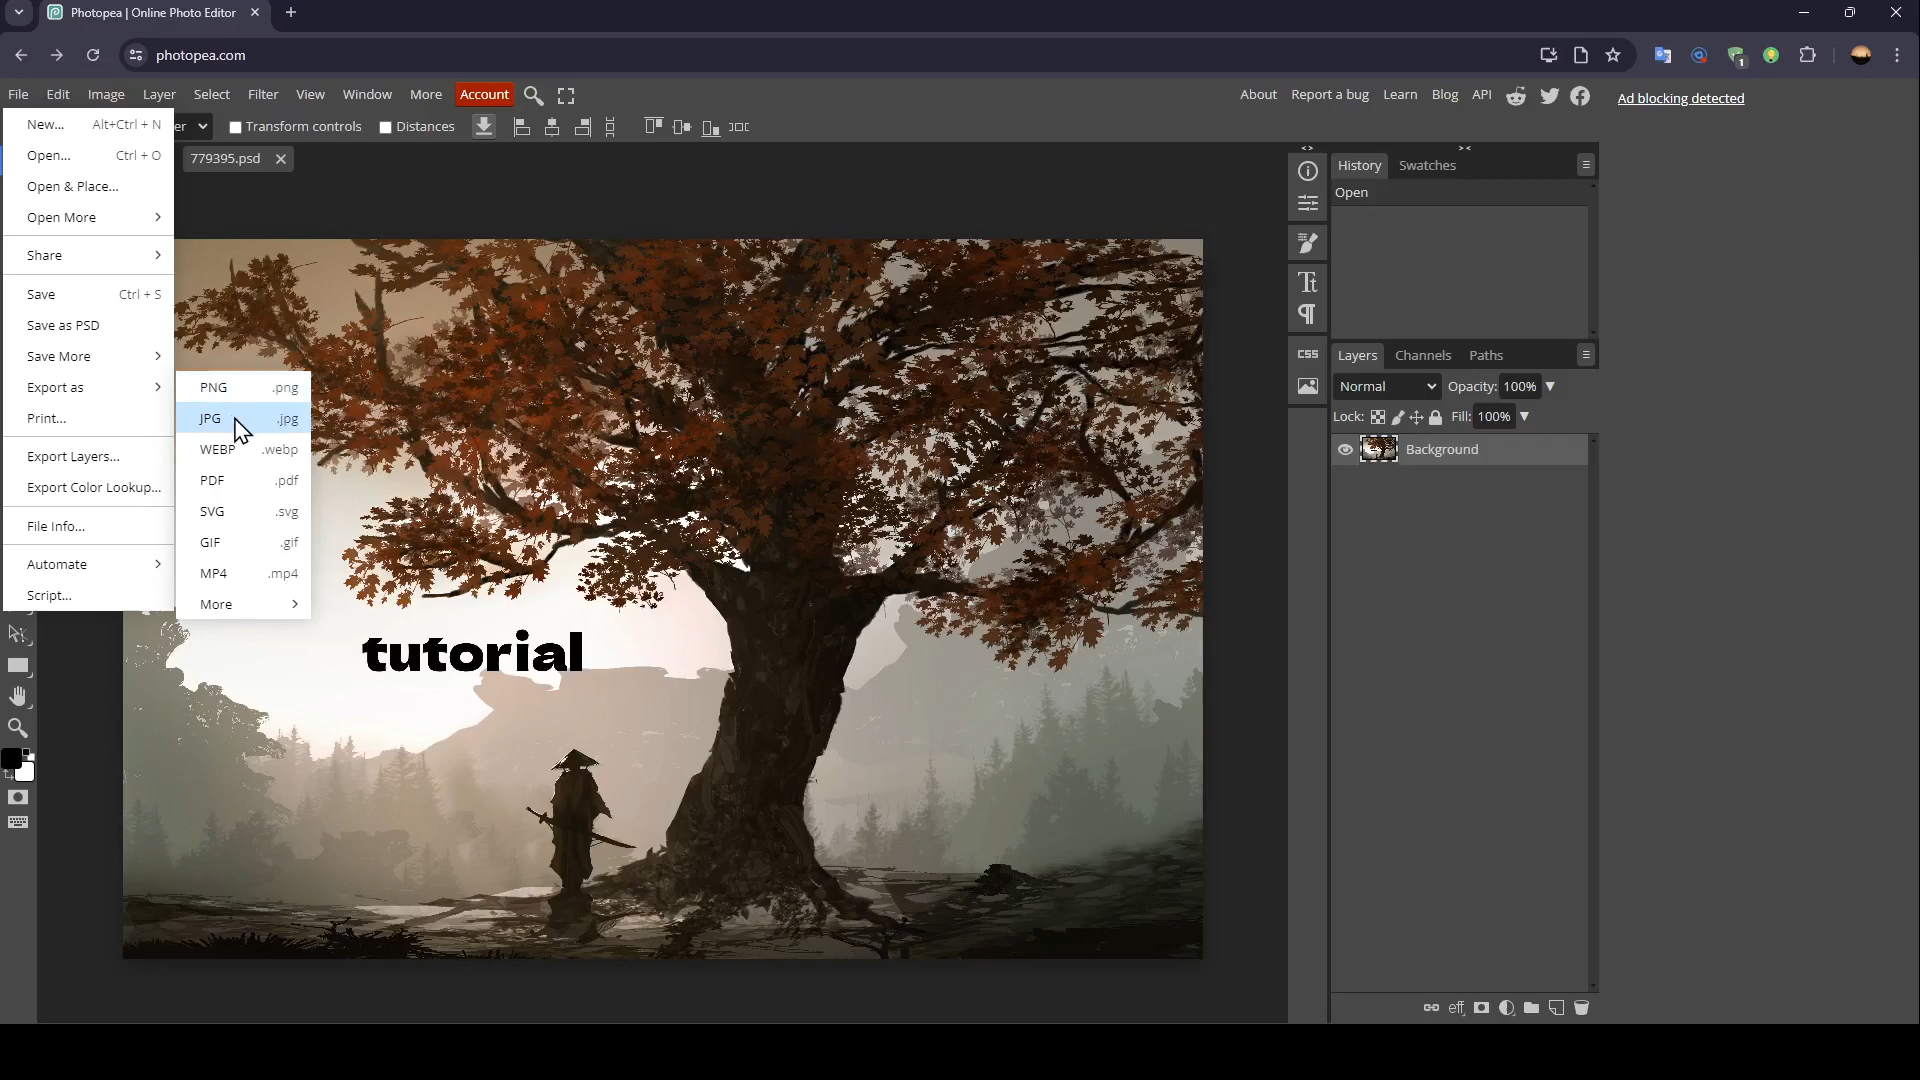 Photopea | Online Photo Editor
photopea.com
1
File Edit Image Layer Select Filter View Window More Account
About Report a bug Learn Blog API
Ad blocking detected
er Transform controls Distances
779395.psd
New... Alt+Ctrl + N
Open... Ctrl + O
Open & Place...
Open More
Share
Save Ctrl + S
Save as PSD
Save More
Export as
Print...
Export Layers...
Export Color Lookup...
File Info...
Automate
Script...
PNG .png
JPG .jpg
WEBP .webp
PDF .pdf
SVG .svg
GIF .gif
MP4 .mp4
More
tutorial
CSS
History Swatches
Open
Layers Channels Paths
Normal Opacity: 100%
Lock: Fill: 100%
Background
eff